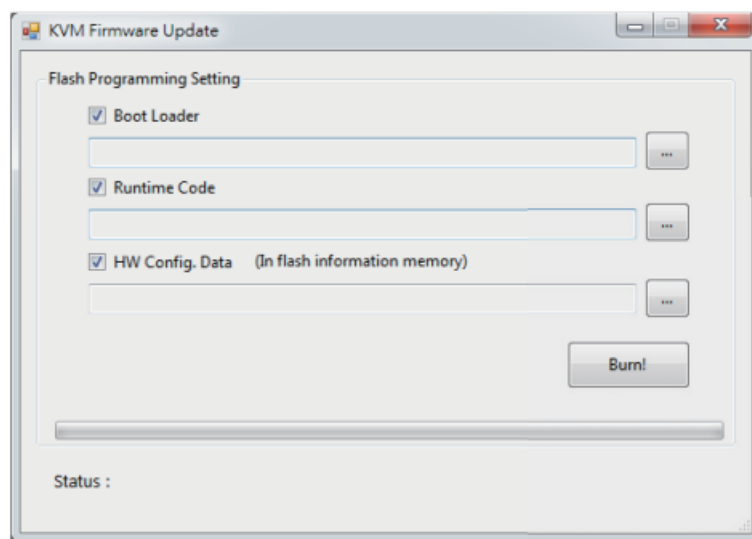 KVM Firmware Update
Flash Programming Setting
Boot Loader
...
Runtime Code
...
HW Config. Data (In flash information memory)
...
Burn!
Status :